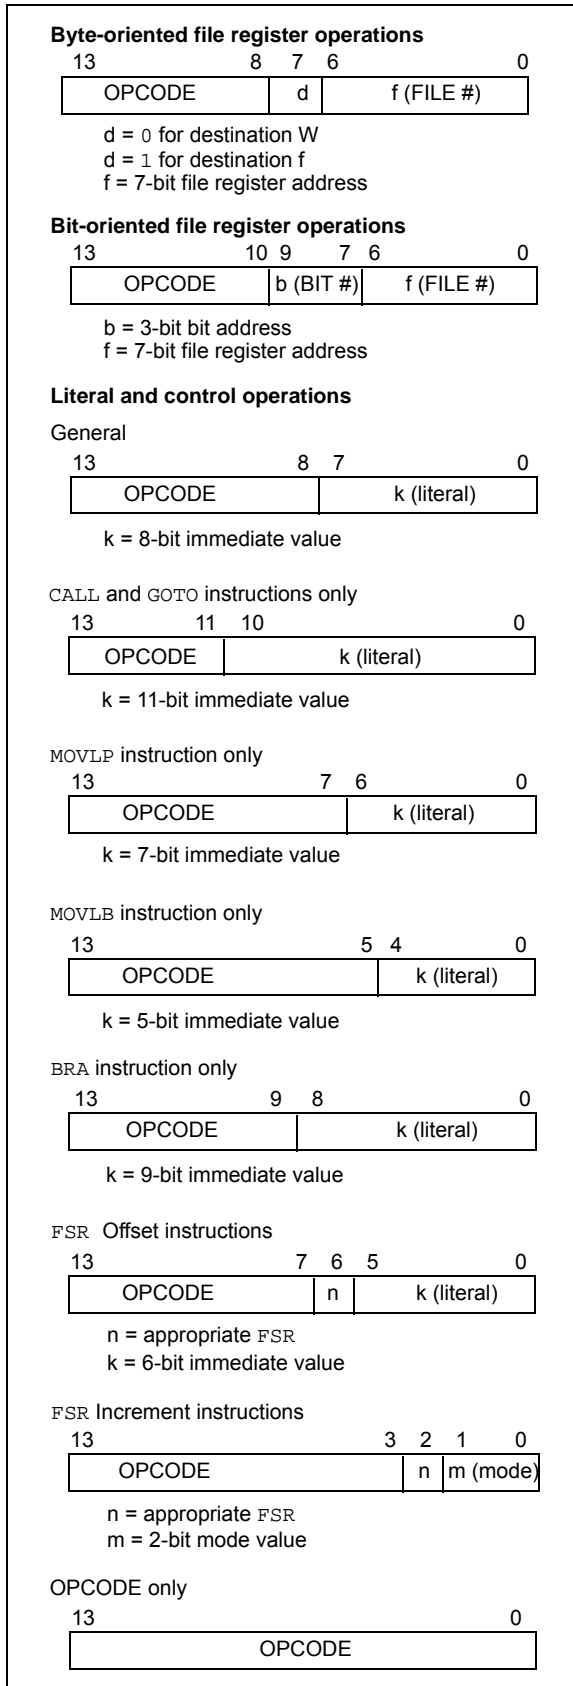 Byte-oriented file register operations
13 8 7 6 0
OPCODE d f (FILE #)
d = 0 for destination W
d = 1 for destination f
f = 7-bit file register address
Bit-oriented file register operations
13 10 9 7 6 0
OPCODE b (BIT #) f (FILE #)
b = 3-bit bit address
f = 7-bit file register address
Literal and control operations
General
13 8 7 0
OPCODE k (literal)
k = 8-bit immediate value
CALL and GOTO instructions only
13 11 10 0
OPCODE k (literal)
k = 11-bit immediate value
MOVLP instruction only
13 7 6 0
OPCODE k (literal)
k = 7-bit immediate value
MOVLB instruction only
13 5 4 0
OPCODE k (literal)
k = 5-bit immediate value
BRA instruction only
13 9 8 0
OPCODE k (literal)
k = 9-bit immediate value
FSR Offset instructions
13 7 6 5 0
OPCODE n k (literal)
n = appropriate FSR
k = 6-bit immediate value
FSR Increment instructions
13 3 2 1 0
OPCODE n m (mode)
n = appropriate FSR
m = 2-bit mode value
OPCODE only
13 0
OPCODE